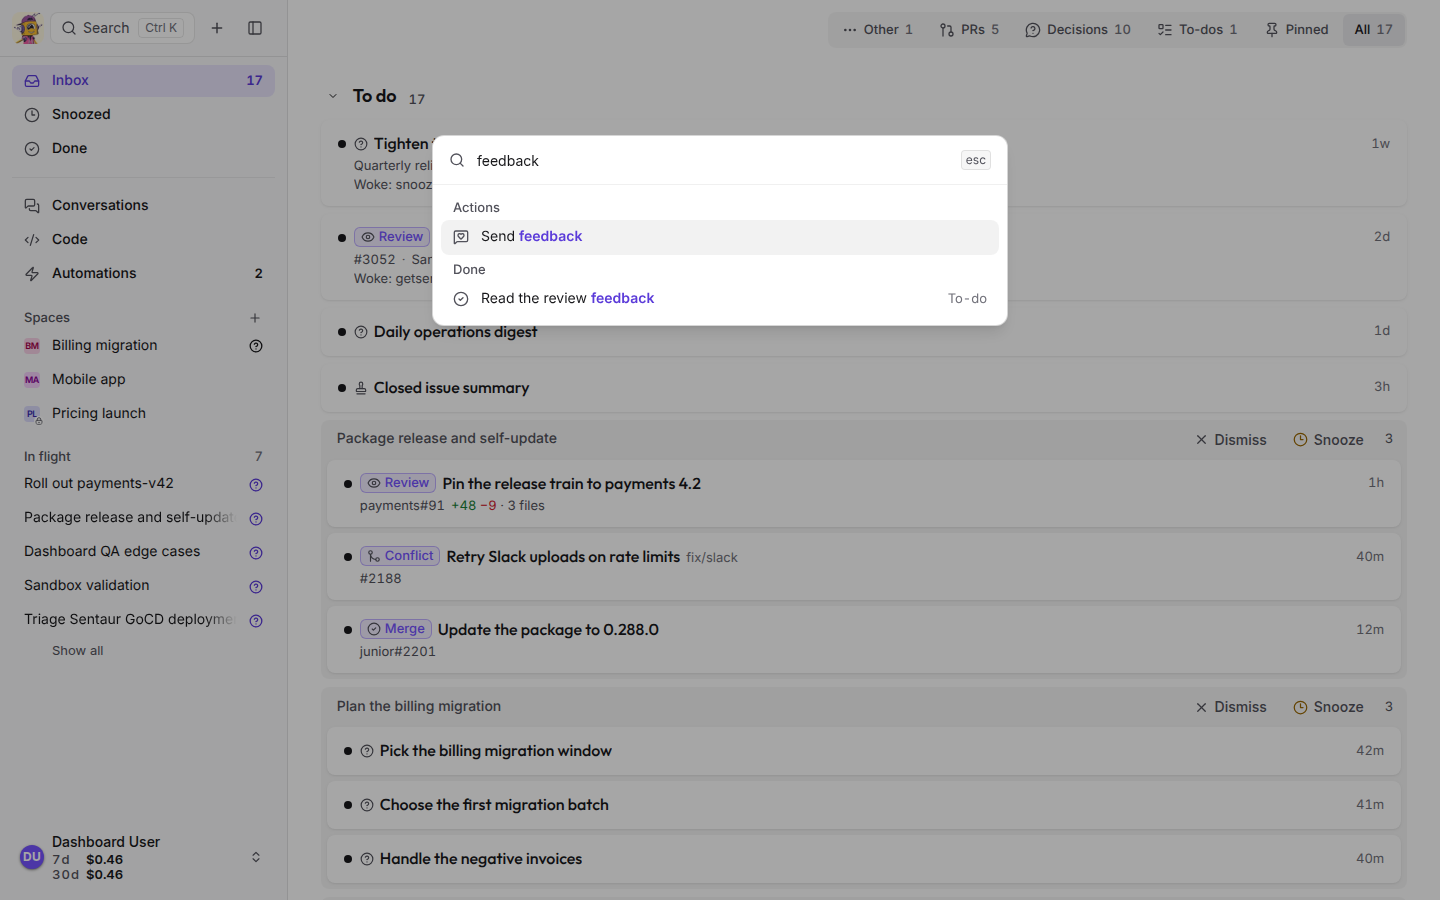 Search Ctrl K
Inbox 17
Snoozed
Done
Conversations
Code
Automations 2
Spaces
BM Billing migration
MA Mobile app
PL Pricing launch
In flight 7
Roll out payments-v42
Package release and self-updat
Dashboard QA edge cases
Sandbox validation
Triage Sentaur GoCD deployme
Show all
DU Dashboard User
7d $0.46
30d $0.46
Other 1 PRs 5 Decisions 10 To-dos 1 Pinned All 17
To do 17
Tighten 1w
Quarterly reli
Woke: snooz
feedback esc
Actions
Send feedback
Done
Read the review feedback To-do
Review 2d
#3052 · Sar
Woke: getser
Daily operations digest 1d
Closed issue summary 3h
Package release and self-update Dismiss Snooze 3
Review Pin the release train to payments 4.2 1h
payments#91 +48 −9 · 3 files
Conflict Retry Slack uploads on rate limits fix/slack 40m
#2188
Merge Update the package to 0.288.0 12m
junior#2201
Plan the billing migration Dismiss Snooze 3
Pick the billing migration window 42m
Choose the first migration batch 41m
Handle the negative invoices 40m